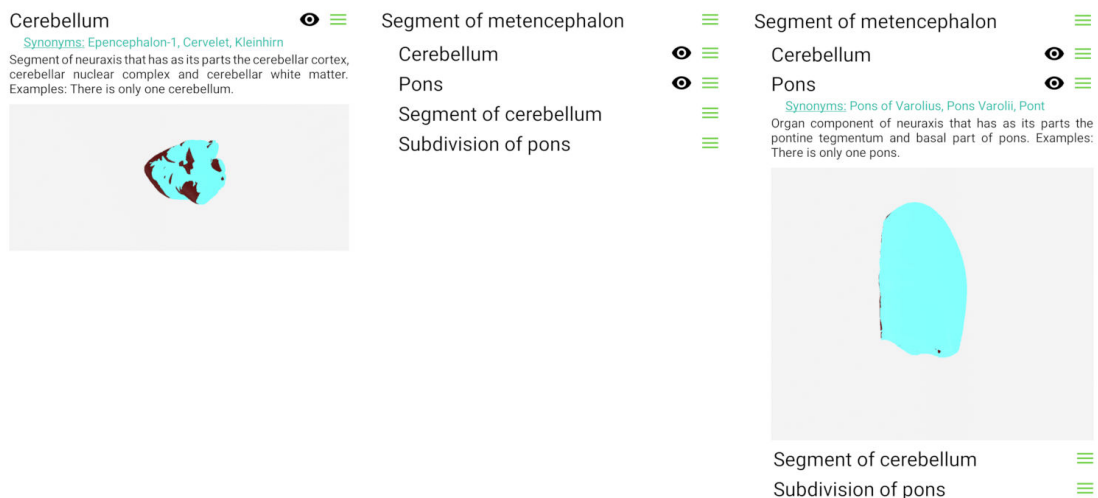 Cerebellum
Synonyms: Epencephalon-1, Cervelet, Kleinhirn
Segment of neuraxis that has as its parts the cerebellar cortex,
cerebellar nuclear complex and cerebellar white matter.
Examples: There is only one cerebellum.
Segment of metencephalon
Cerebellum
Pons
Segment of cerebellum
Subdivision of pons
Segment of metencephalon
Cerebellum
Pons
Synonyms: Pons of Varolius, Pons Varolii, Pont
Organ component of neuraxis that has as its parts the
pontine tegmentum and basal part of pons. Examples:
There is only one pons.
Segment of cerebellum
Subdivision of pons